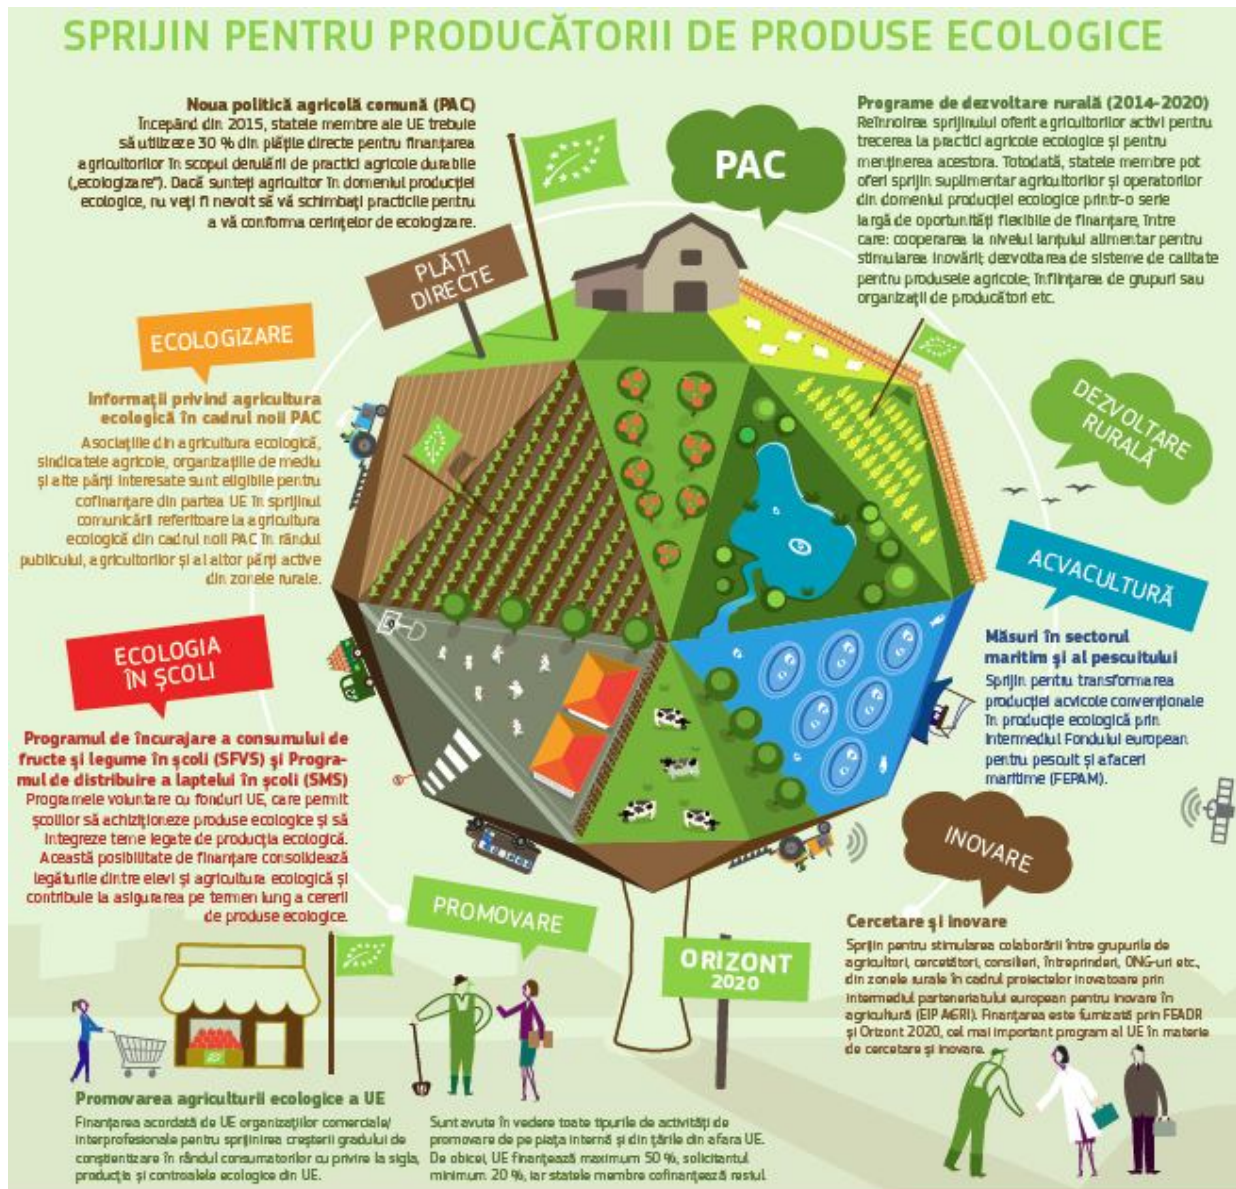 SPRIJIN PENTRU PRODUCĂTORII DE PRODUSE ECOLOGICE
Noua politică agricolă comună (PAC)
Începând din 2015, statele membre ale UE trebuie
să utilizeze 30 % din plățile directe pentru finanțarea
agricultorilor în scopul derulării de practici agricole durabile
(„ecologizare"). Dacă sunteți agricultor în domeniul producției
ecologice, nu veți fi nevoit să vă schimbați practicile pentru
a vă conforma cerințelor de ecologizare.
PAC
Programe de dezvoltare rurală (2014-2020)
Reînnoirea sprijinului oferit agricultorilor activi pentru
trecerea la practici agricole ecologice și pentru
menținerea acestora. Totodată, statele membre pot
oferi sprijin suplimentar agricultorilor și operatorilor
din domeniul producției ecologice printr-o serie
largă de oportunități flexibile de finanțare, între
care: cooperarea la nivelul lanțului alimentar pentru
stimularea inovării; dezvoltarea de sisteme de calitate
pentru produsele agricole; înființarea de grupuri sau
organizații de producători etc.
PLĂȚI
DIRECTE
ECOLOGIZARE
Informații privind agricultura
ecologică în cadrul noii PAC
Asociațiile din agricultura ecologică,
sindicatele agricole, organizațiile de mediu
și alte părți interesate sunt eligibile pentru
cofinanțare din partea UE în sprijinul
comunicării referitoare la agricultura
ecologică din cadrul noii PAC în rândul
publicului, agricultorilor și al altor părți active
din zonele rurale.
DEZVOLTARE
RURALĂ
ACVACULTURĂ
Măsuri în sectorul
maritim și al pescuitului
Sprijin pentru transformarea
producției acvicole convenționale
în producție ecologică prin
intermediul Fondului european
pentru pescuit și afaceri
maritime (FEPAM).
ECOLOGIA
ÎN ȘCOLI
Programul de încurajare a consumului de
fructe și legume în școli (SFVS) și Progra-
mul de distribuire a laptelui în școli (SMS)
Programele voluntare cu fonduri UE, care permit
școlilor să achiziționeze produse ecologice și să
integreze teme legate de producția ecologică.
Această posibilitate de finanțare consolidează
legăturile dintre elevi și agricultura ecologică și
contribuie la asigurarea pe termen lung a cererii
de produse ecologice.
INOVARE
Cercetare și inovare
Sprijin pentru stimularea colaborării între grupurile de
agricultori, cercetători, consilieri, întreprinderi, ONG-uri etc.,
din zonele rurale în cadrul proiectelor inovatoare prin
intermediul parteneriatului european pentru inovare în
agricultură (EIP AGRI). Finanțarea este furnizată prin FEADR
și Orizont 2020, cel mai important program al UE în materie
de cercetare și inovare.
PROMOVARE
ORIZONT
2020
Promovarea agriculturii ecologice a UE
Finanțarea acordată de UE organizațiilor comerciale/
interprofesionale pentru sprijinirea creșterii gradului de
conștientizare în rândul consumatorilor cu privire la sigla,
producția și controalele ecologice din UE.
Sunt avute în vedere toate tipurile de activități de
promovare de pe piața internă și din țările din afara UE.
De obicei, UE finanțează maximum 50 %, solicitantul
minimum 20 %, iar statele membre cofinanțează restul.